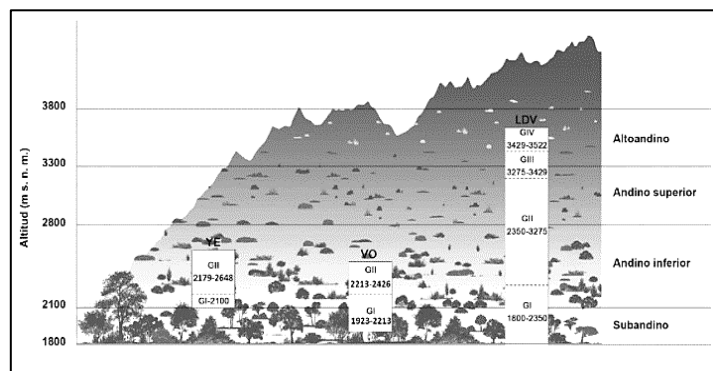 Altitud (m s. n. m.)
3800
3300
2800
2100
1800
YE
GII
2179-2648
GI-2100
VO
GII
2213-2426
GI
1923-2213
LDV
GIV
3429-3522
GIII
3275-3429
GII
2350-3275
GI
1800-2350
Altoandino
Andino superior
Andino inferior
Subandino